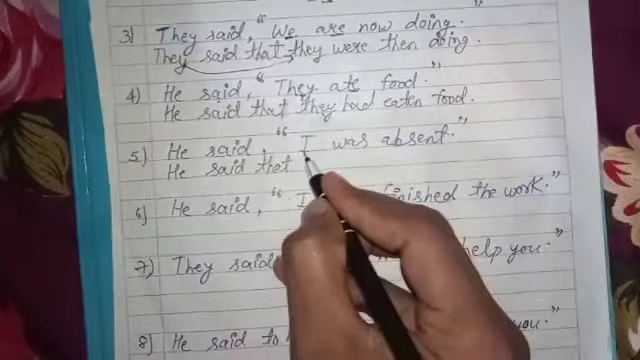 3) They said, "We are now doing."
They said that they were then doing.
4) He said, "They ate food."
He said that they had eaten food.
5) He said, "I was absent."
He said thet
6) He said, "I finished the work."
7) They said help you."
8) He said to you."